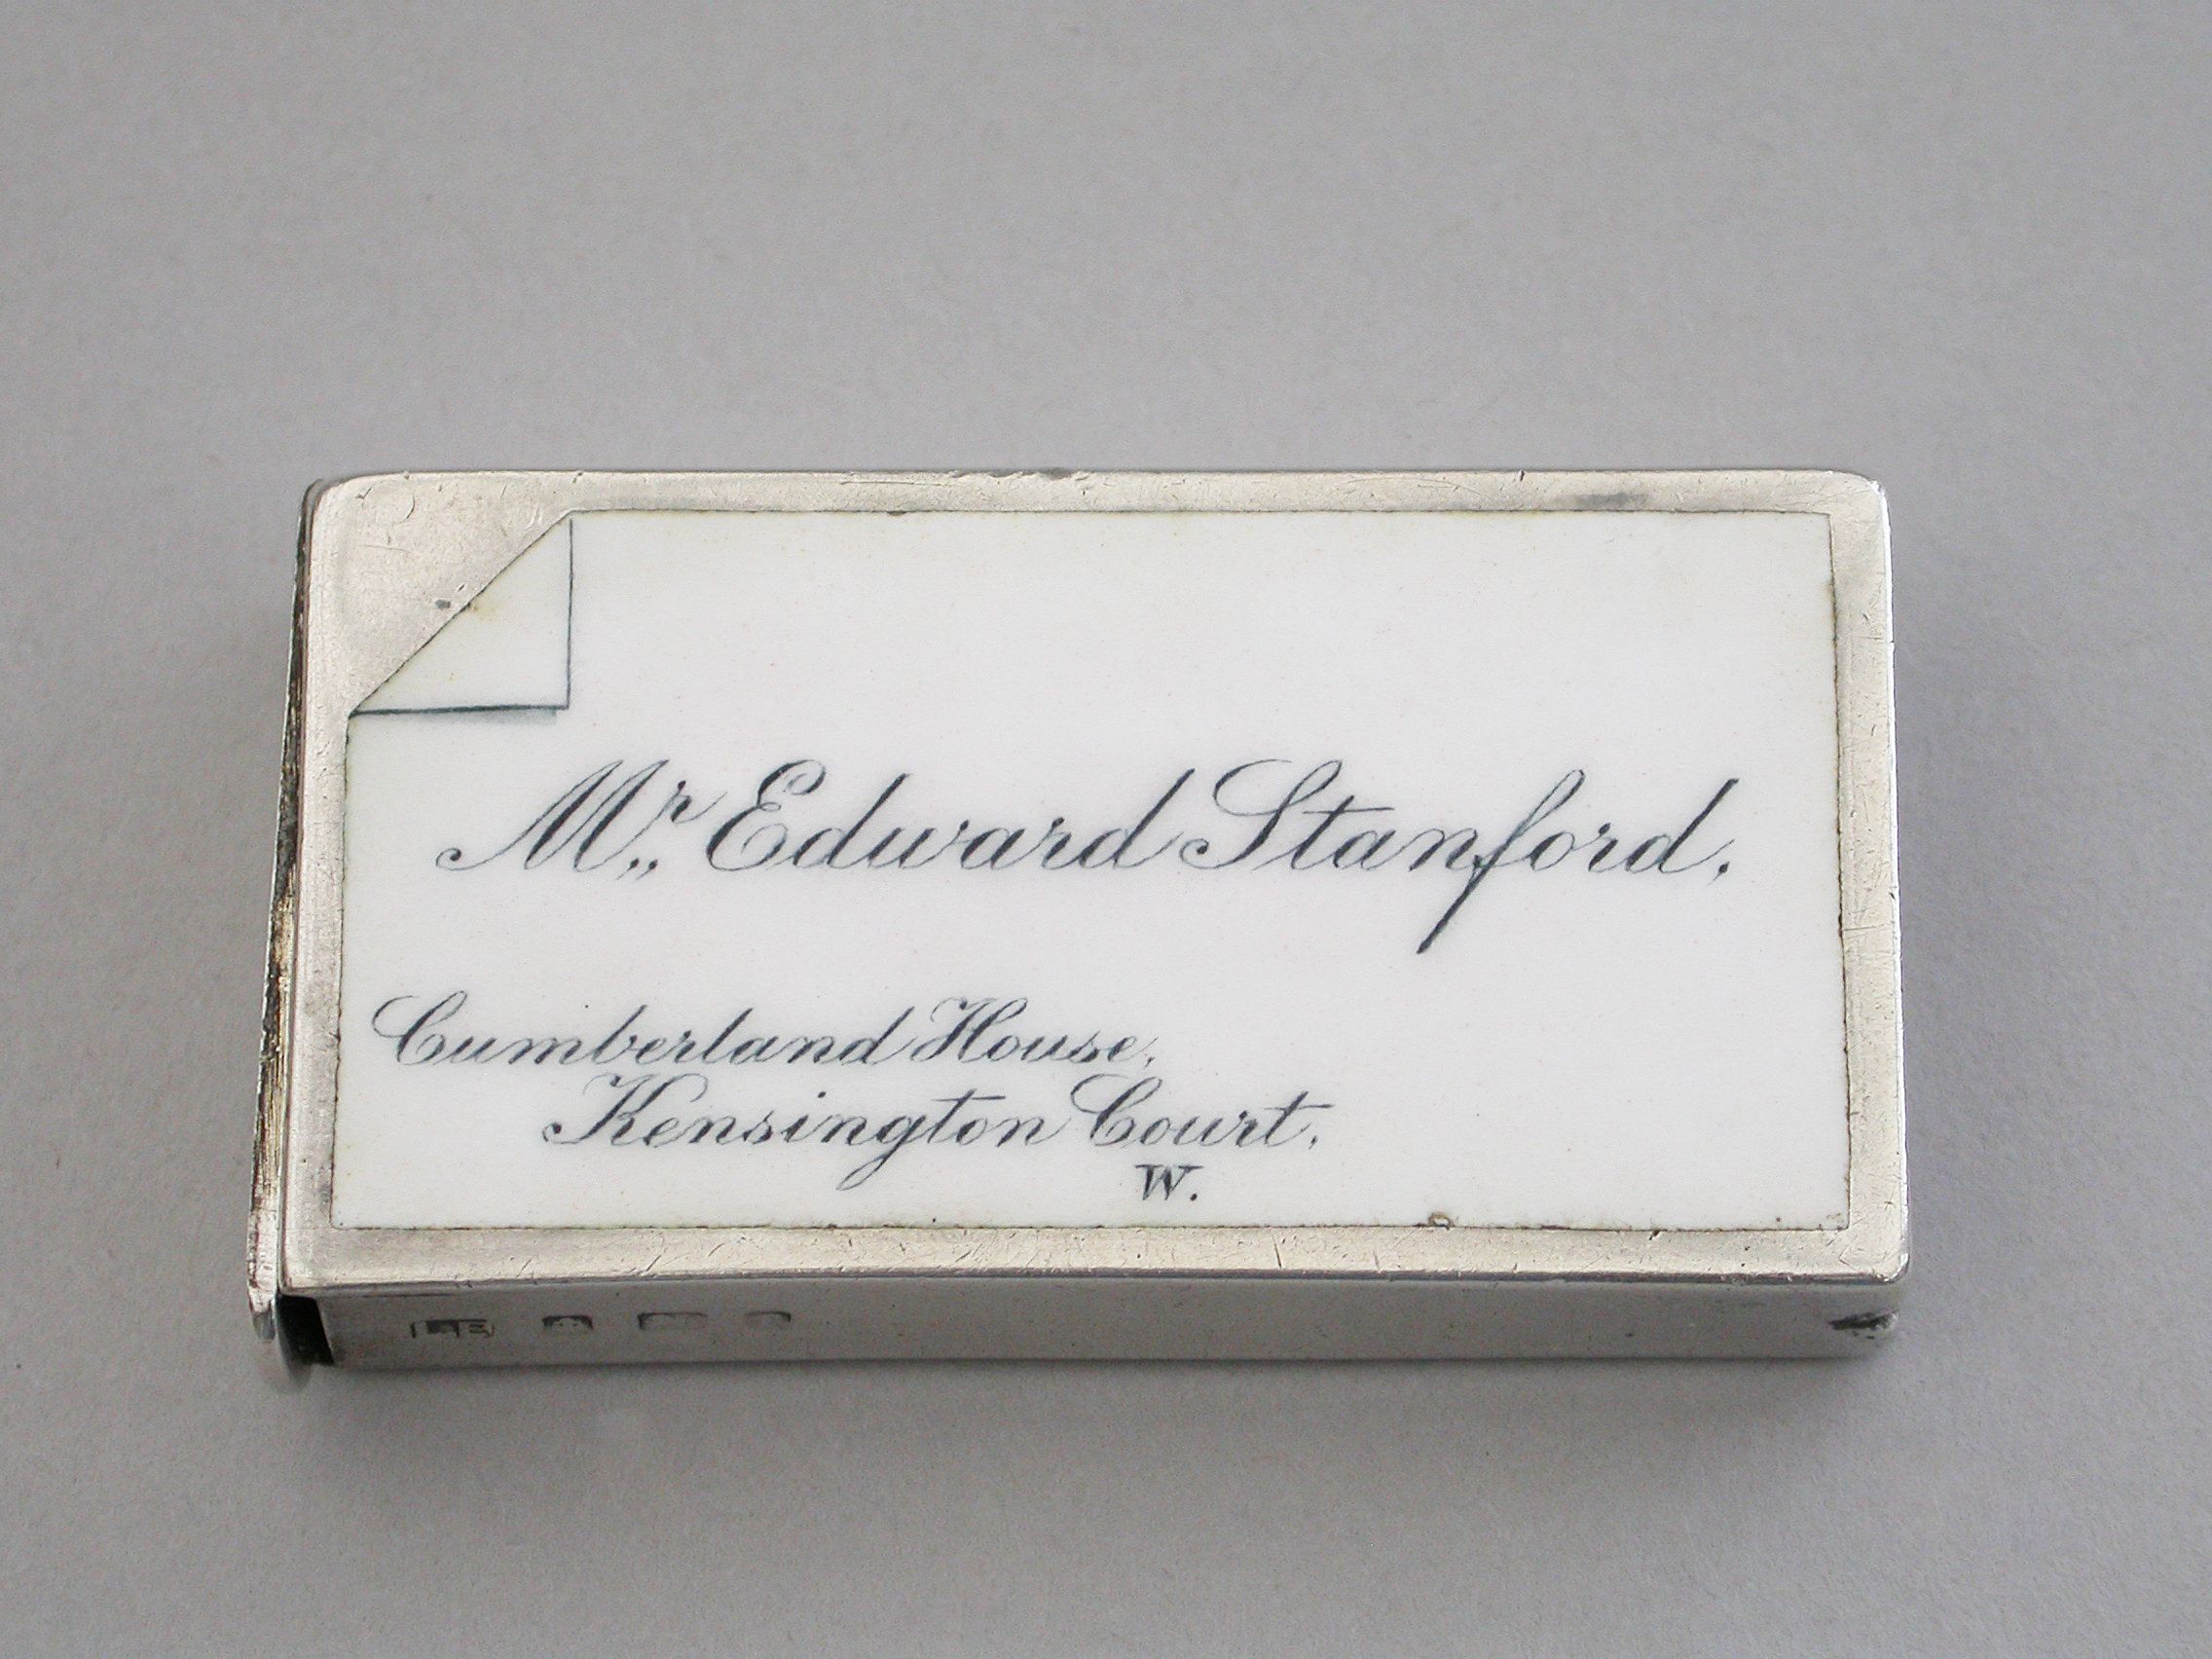 Mr,, Edward Stanford.
Cumberland House,
Kensington Court,
W.